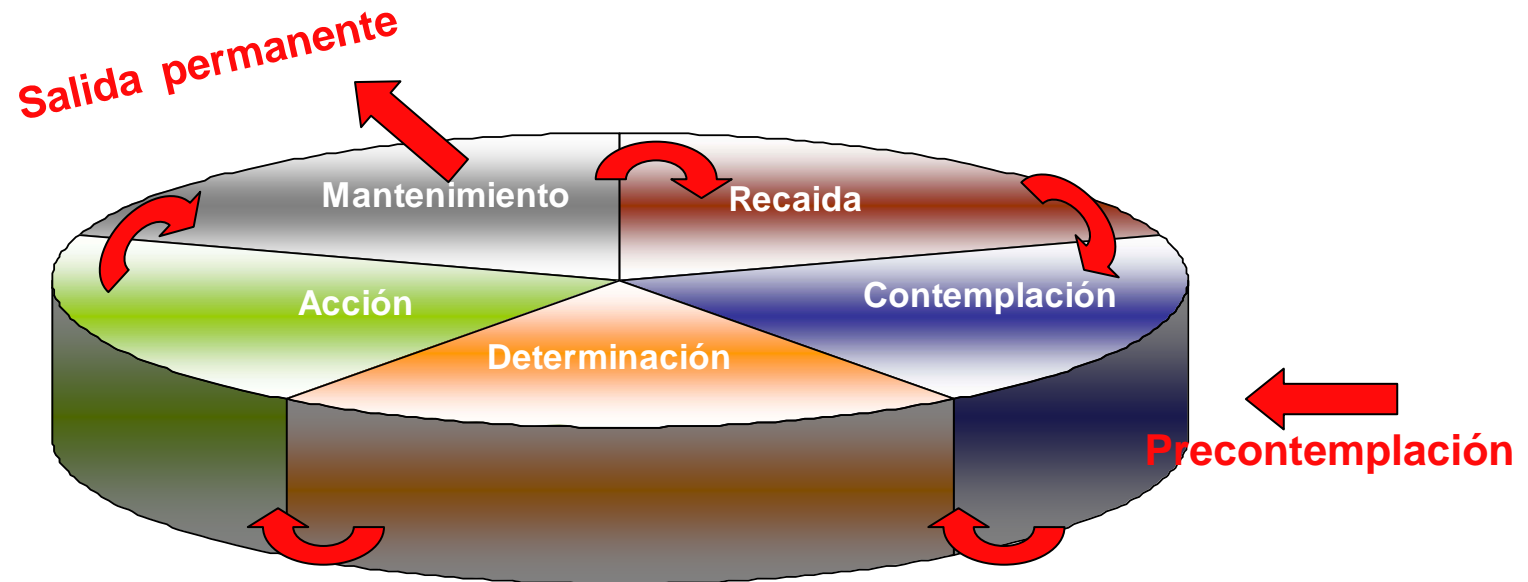 Salida permanente
Mantenimiento
Recaida
Contemplación
Acción
Determinación
Precontemplación